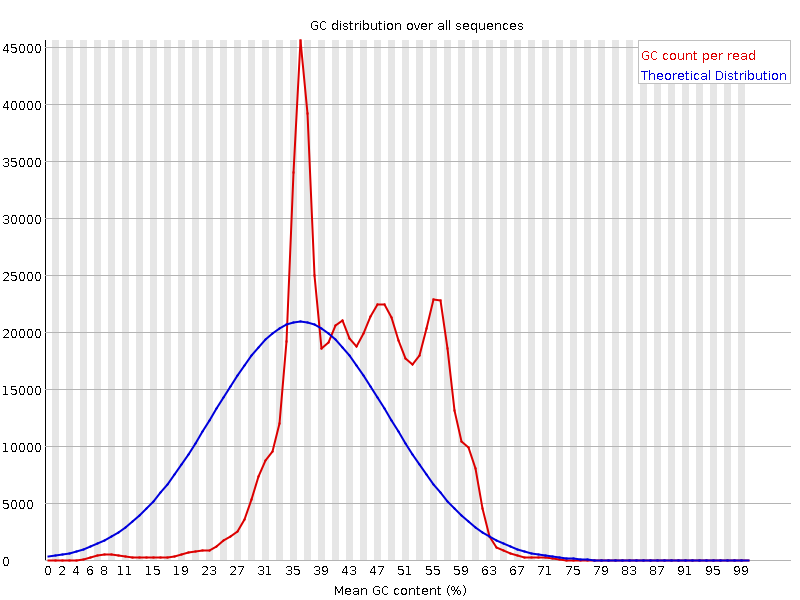 GC distribution over all sequences
GC count per read
Theoretical Distribution
45000
40000
35000
30000
25000
20000
15000
10000
5000
0
0 2 4 6 8 11 15 19 23 27 31 35 39 43 47 51 55 59 63 67 71 75 79 83 87 91 95 99
Mean GC content (%)